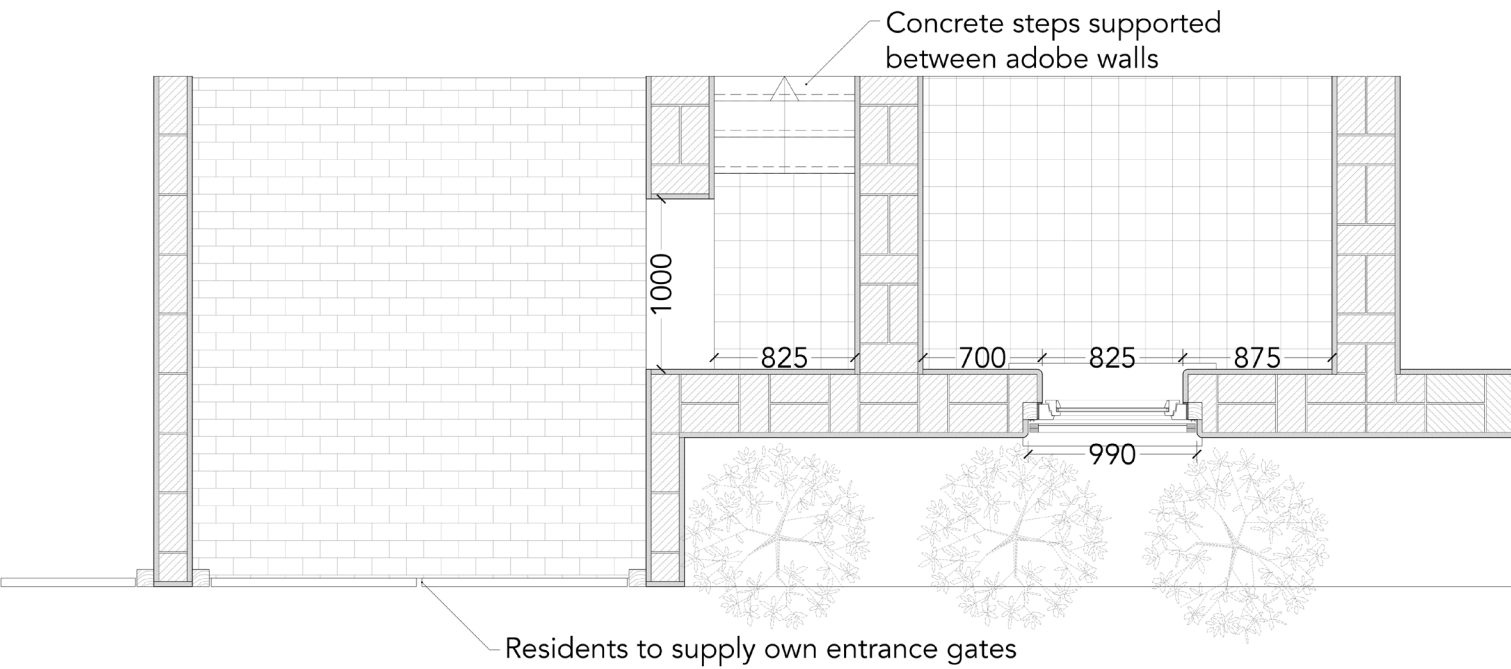 Concrete steps supported
between adobe walls
1000
825
700
825
875
990
Residents to supply own entrance gates